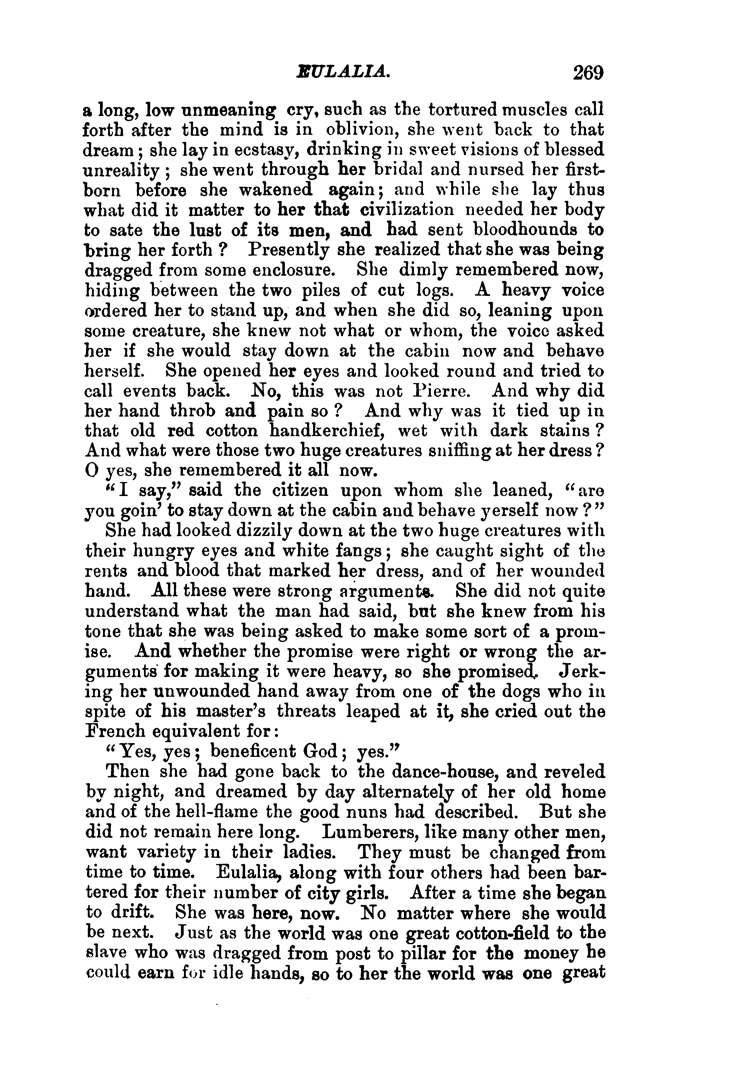 EULALIA. 269
a long, low unmeaning cry, such as the tortured muscles call
forth after the mind is in oblivion, she went back to that
dream; she lay in ecstasy, drinking in sweet visions of blessed
unreality; she went through her bridal and nursed her first-
born before she wakened again; and while she lay thus
what did it matter to her that civilization needed her body
to sate the lust of its men, and had sent bloodhounds to
bring her forth? Presently she realized that she was being
dragged from some enclosure. She dimly remembered now,
hiding between the two piles of cut logs. A heavy voice
ordered her to stand up, and when she did so, leaning upon
some creature, she knew not what or whom, the voice asked
her if she would stay down at the cabin now and behave
herself. She opened her eyes and looked round and tried to
call events back. No, this was not Pierre. And why did
her hand throb and pain so? And why was it tied up in
that old red cotton handkerchief, wet with dark stains?
And what were those two huge creatures sniffing at her dress?
O yes, she remembered it all now.
"I say," said the citizen upon whom she leaned, "are
you goin' to stay down at the cabin and behave yerself now?"
She had looked dizzily down at the two huge creatures with
their hungry eyes and white fangs; she caught sight of the
rents and blood that marked her dress, and of her wounded
hand. All these were strong arguments. She did not quite
understand what the man had said, but she knew from his
tone that she was being asked to make some sort of a prom-
ise. And whether the promise were right or wrong the ar-
guments for making it were heavy, so she promised. Jerk-
ing her unwounded hand away from one of the dogs who in
spite of his master's threats leaped at it, she cried out the
French equivalent for:
"Yes, yes; beneficent God; yes."
Then she had gone back to the dance-house, and reveled
by night, and dreamed by day alternately of her old home
and of the hell-flame the good nuns had described. But she
did not remain here long. Lumberers, like many other men,
want variety in their ladies. They must be changed from
time to time. Eulalia, along with four others had been bar-
tered for their number of city girls. After a time she began
to drift. She was here, now. No matter where she would
be next. Just as the world was one great cotton-field to the
slave who was dragged from post to pillar for the money he
could earn for idle hands, so to her the world was one great